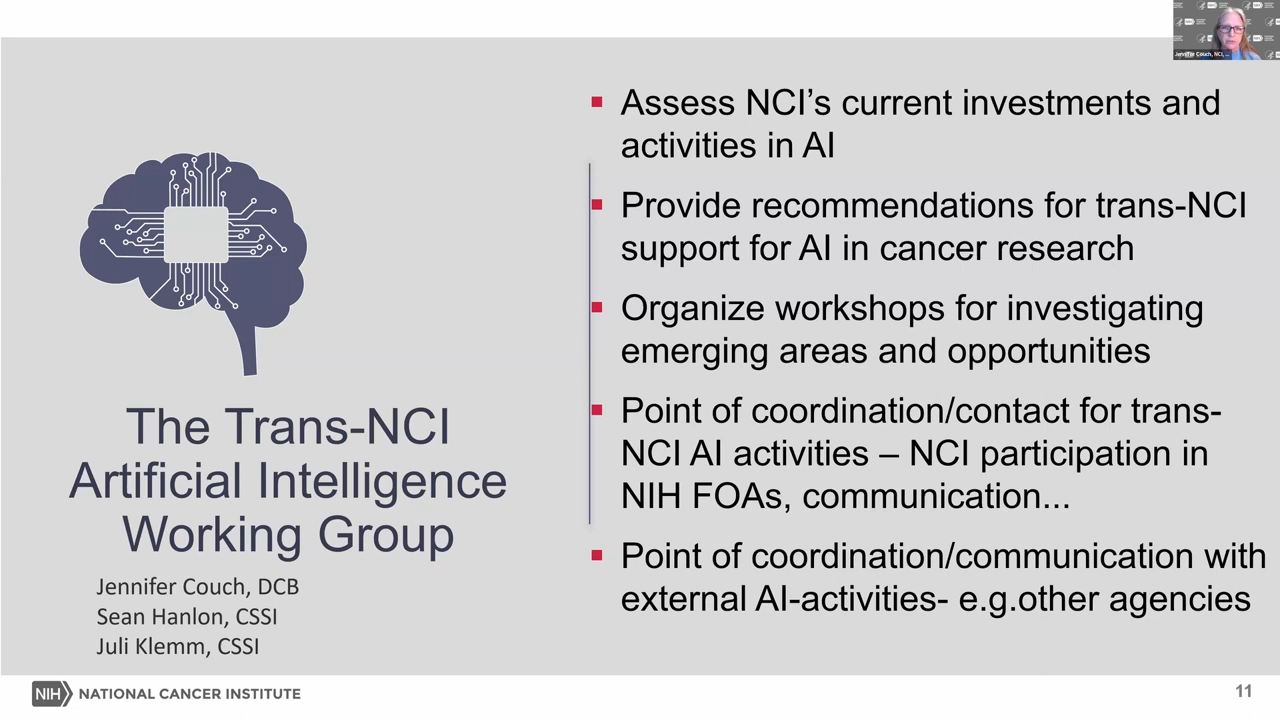 Jennifer Couch, NCI, ...
Assess NCI’s current investments and
activities in AI
Provide recommendations for trans-NCI
support for AI in cancer research
Organize workshops for investigating
emerging areas and opportunities
Point of coordination/contact for trans-
NCI AI activities – NCI participation in
NIH FOAs, communication...
Point of coordination/communication with
external AI-activities- e.g.other agencies
The Trans-NCI
Artificial Intelligence
Working Group
Jennifer Couch, DCB
Sean Hanlon, CSSI
Juli Klemm, CSSI
NIH NATIONAL CANCER INSTITUTE
11